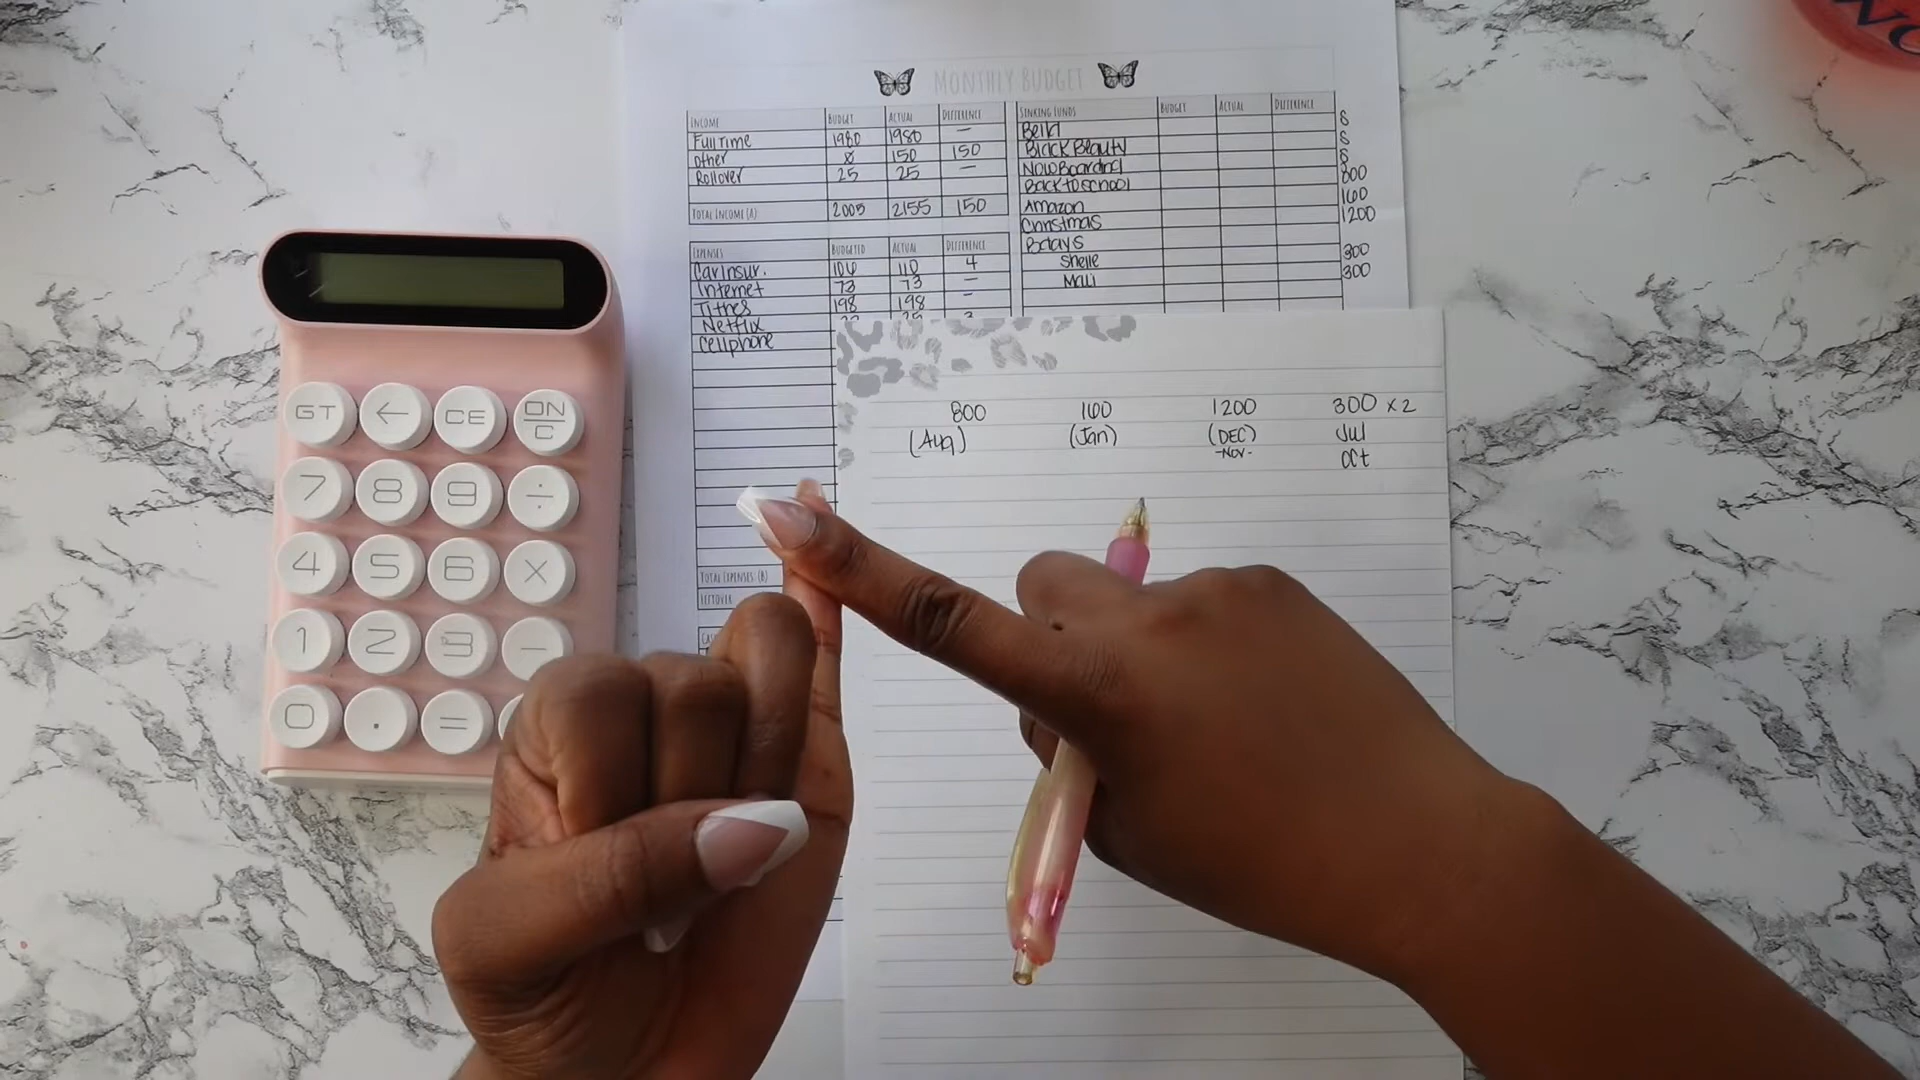 MONTHLY BUDGET
INCOME BUDGET ACTUAL DIFFERENCE
Full Time 1980 1980 —
Other Ø 150 150
Rollover 25 25 —
TOTAL INCOME (A) 2005 2155 150
EXPENSES BUDGETED ACTUAL DIFFERENCE
Car Insur. 106 110 4
Internet 73 73 —
Tithes 198 198 —
Netflix
Cellphone
TOTAL EXPENSES (B)
LEFTOVER
SINKING FUNDS BUDGET ACTUAL DIFFERENCE
Black Beauty
Now Boarding
Back to school 800
Amazon 160
Christmas 1200
Bdays
Shelle 300
Mali 300
800 160 1200 300 x2
(Aug) (Jan) (DEC) Jul
-NOV- Oct
GT ← CE ON/C
7 8 9 ÷
4 5 6 X
1 2 3 −
0 . =